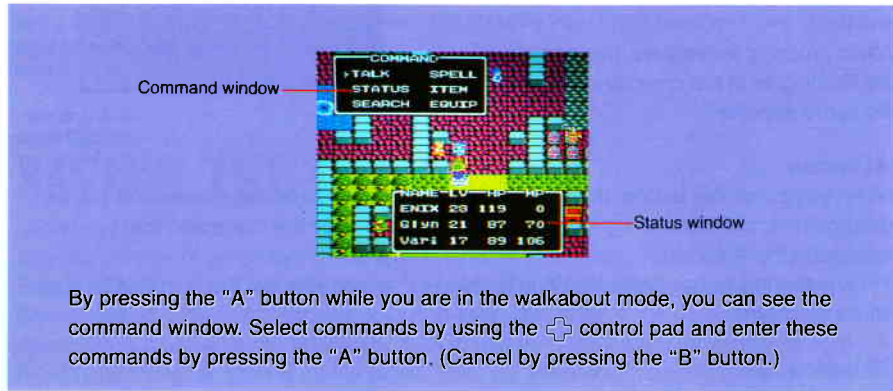 COMMAND
TALK SPELL
STATUS ITEM
SEARCH EQUIP
Command window
NAME LV HP MP
ENIX 28 119 0
Glyn 21 87 70
Vari 17 89 106
Status window
By pressing the "A" button while you are in the walkabout mode, you can see the
command window. Select commands by using the control pad and enter these
commands by pressing the "A" button. (Cancel by pressing the "B" button.)